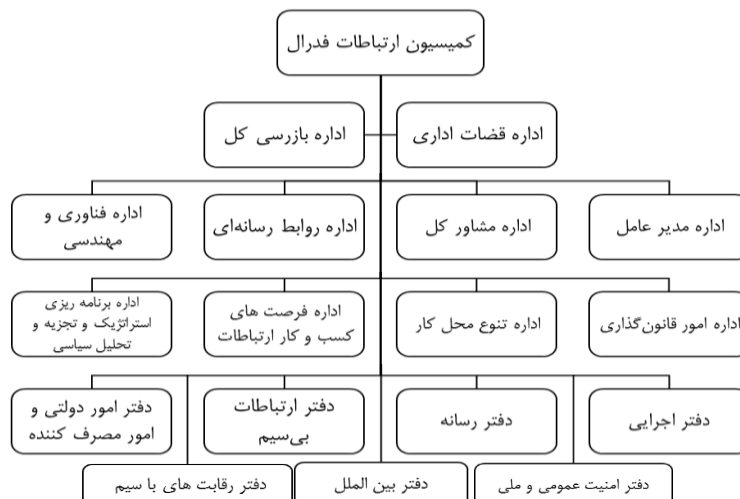 کمیسیون ارتباطات فدرال
اداره قضات اداری
اداره بازرسی کل
اداره مدیر عامل
اداره مشاور کل
اداره روابط رسانه‌ای
اداره فناوری و
مهندسی
اداره امور قانون‌گذاری
اداره تنوع محل کار
اداره فرصت های
کسب و کار ارتباطات
اداره برنامه ریزی
استراتژیک و تجزیه و
تحلیل سیاسی
دفتر اجرایی
دفتر رسانه
دفتر ارتباطات
بی‌سیم
دفتر امور دولتی و
امور مصرف کننده
دفتر امنیت عمومی و ملی
دفتر بین الملل
دفتر رقابت های با سیم